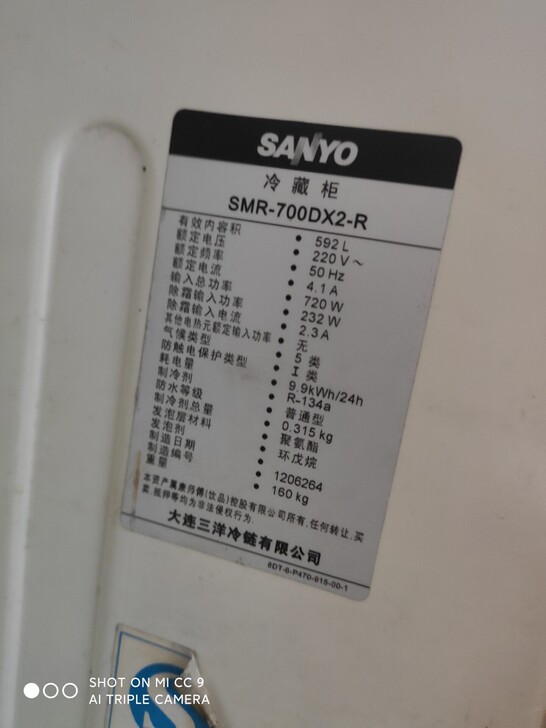 SANYO
冷藏柜
SMR-700DX2-R
有效内容积 • 592 L
额定电压 • 220 V~
额定频率 • 50 Hz
额定电流 • 4.1 A
输入总功率 • 720 W
除霜输入功率 • 232 W
除霜输入电流 • 2.3 A
其他电热元额定输入功率 • 无
气候类型 • 5 类
防触电保护类型 • I 类
耗电量 • 9.9kWh/24h
制冷剂 • R-134a
防水等级 • 普通型
制冷剂总量 • 0.315 kg
发泡层材料 • 聚氨酯
发泡剂 • 环戊烷
制造日期
制造编号 • 1206264
重量 • 160 kg
本资产属康师傅(饮品)控股有限公司所有,任何转让,买
卖,抵押等均为非法侵权行为.
大连三洋冷链有限公司
6DT-6-P470-615-00-1
SHOT ON MI CC 9
AI TRIPLE CAMERA